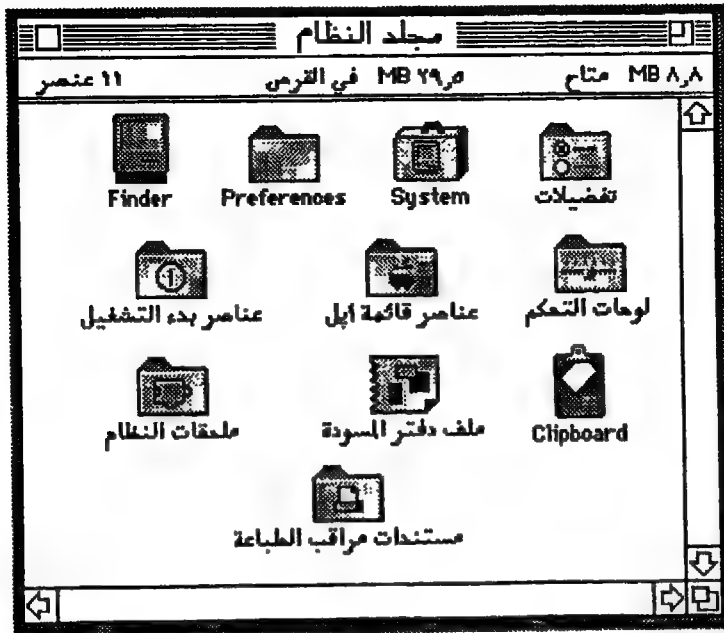 مجلد النظام
٨٫٨ MB متاح ٢٩٫٥ MB في القرص ١١ عنصر
تفضيلات System Preferences Finder
لوحات التحكم عناصر قائمة أپل عناصر بدء التشغيل
Clipboard ملف دفتر المسودة ملحقات النظام
مستندات مراقب الطباعة